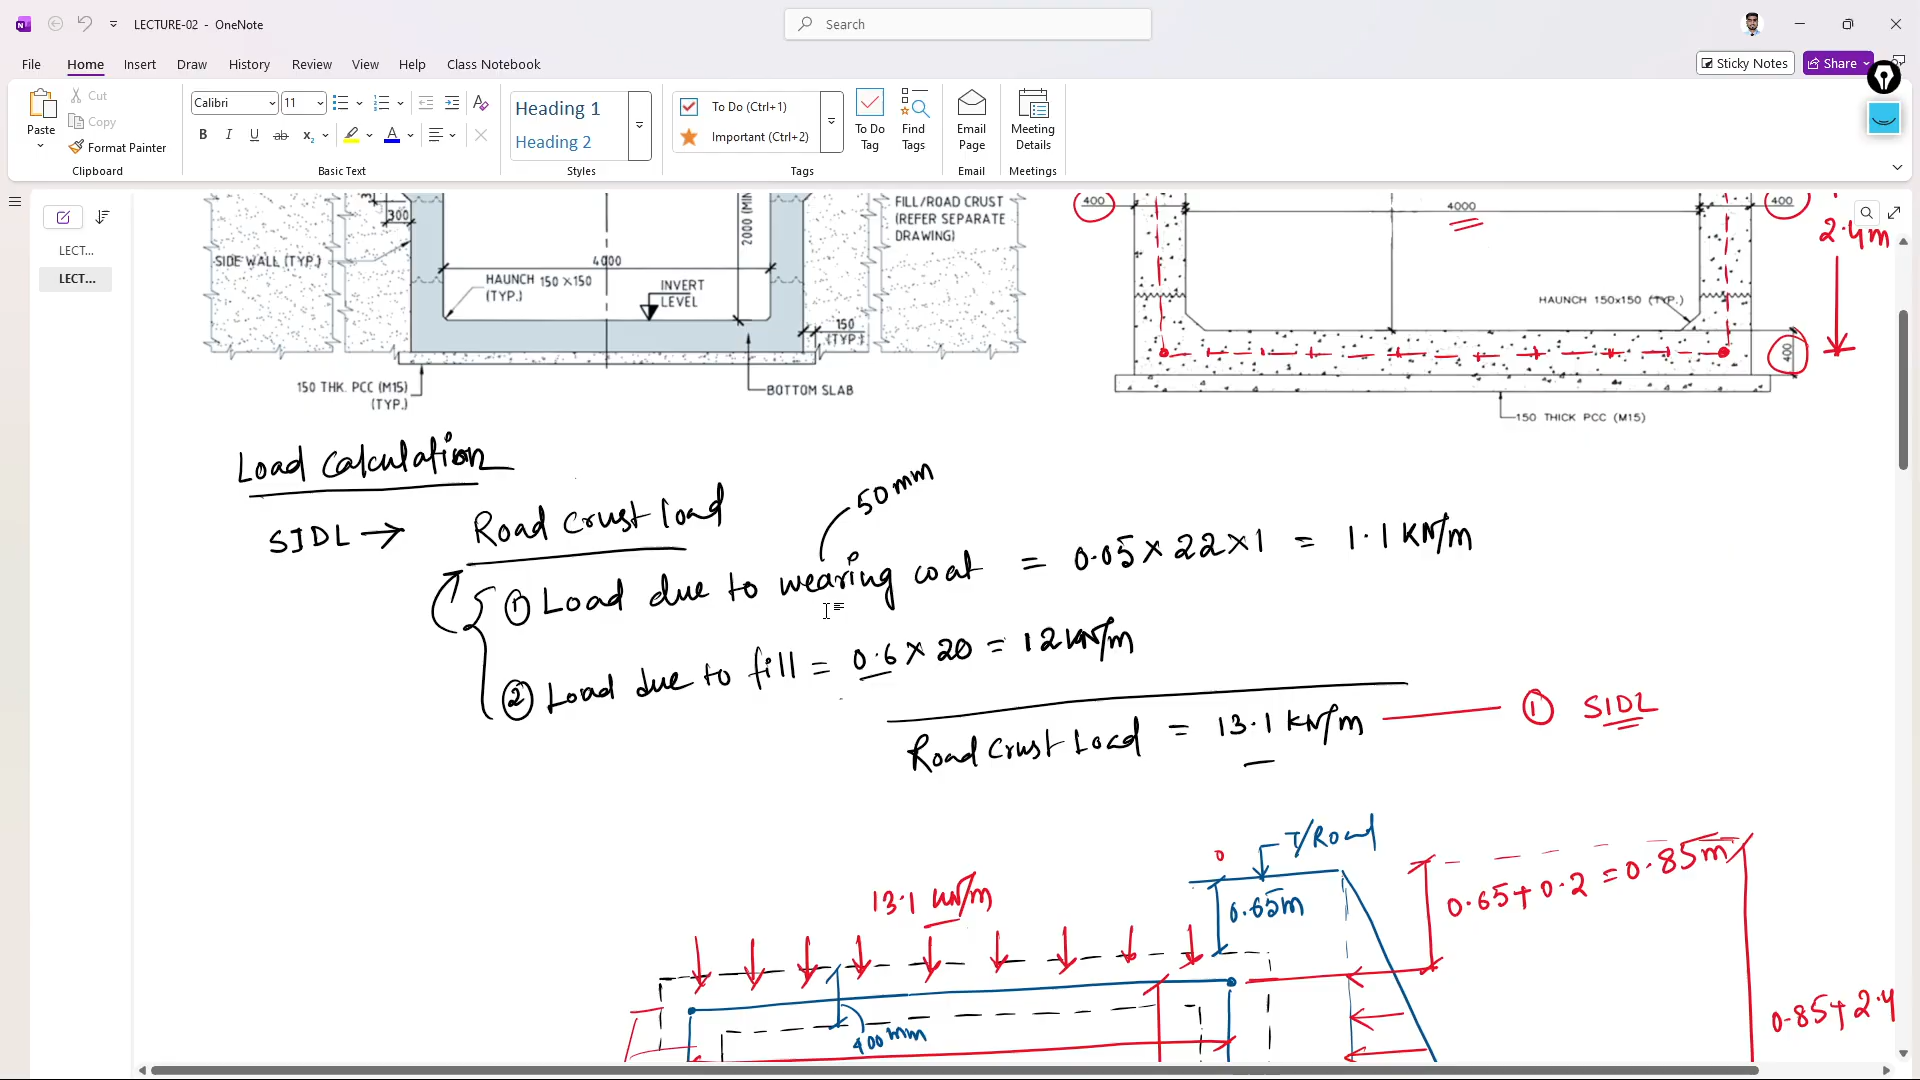 LECTURE-02 - OneNote
Search
File Home Insert Draw View History Review View Help Class Notebook
Sticky Notes
Share
Paste
Cut
Copy
Format Painter
Clipboard
Calibri 11
B I U ab x
Basic Text
Heading 1
Heading 2
Styles
To Do (Ctrl+1)
Important (Ctrl+2)
To Do Tag
Find Tags
Tags
Email Page
Email
Meeting Details
Meetings
LECT...
LECT...
300
SIDE WALL (TYP.)
4000
HAUNCH 150X150
(TYP.)
INVERT
LEVEL
2000 (MIN
150
(TYP.)
150 THK. PCC (M15)
(TYP.)
BOTTOM SLAB
FILL/ROAD CRUST
(REFER SEPARATE
DRAWING)
400
4000
400
2.4m
HAUNCH 150x150 (TYP.)
400
150 THICK PCC (M15)
Load Calculation
SIDL → Road Crust load
50mm
① Load due to wearing coat = 0.05 × 22 × 1 = 1.1 KN/m
② Load due to fill = 0.6 × 20 = 12 KN/m
Road Crust Load = 13.1 KN/m
① SIDL
T/Road
0
0.65m
0.65 + 0.2 = 0.85m
13.1 KN/m
400mm
0.85 + 2.4